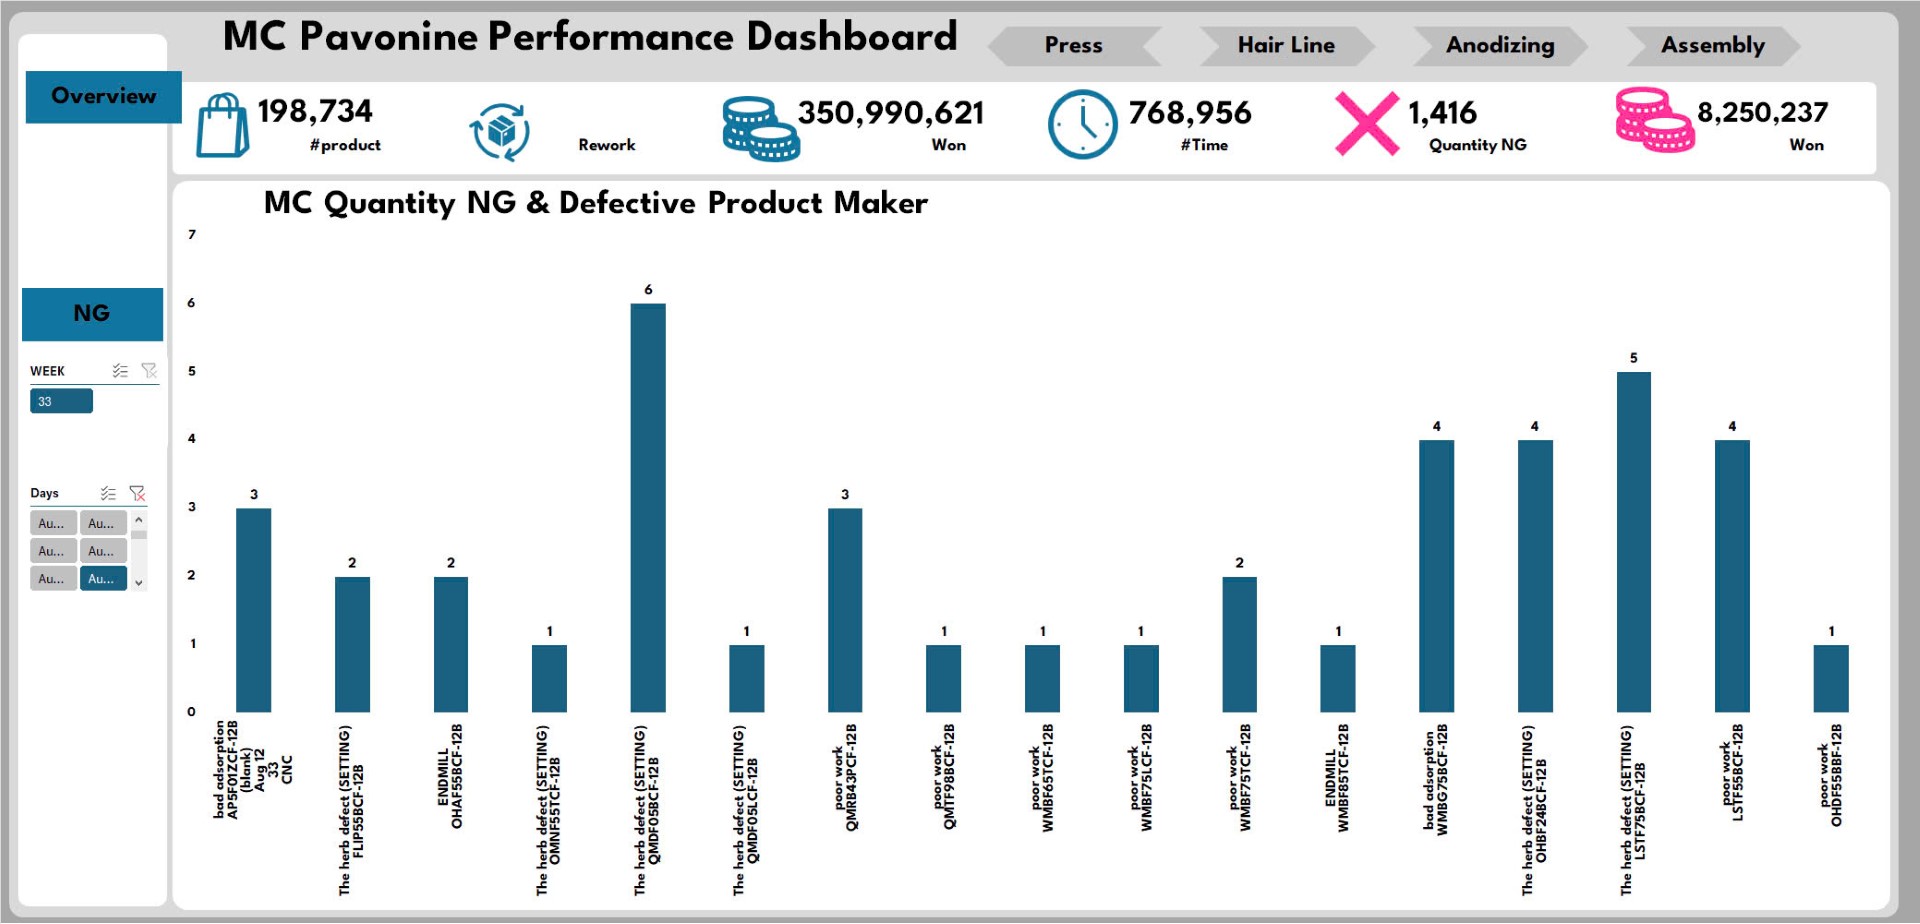 MC Pavonine Performance Dashboard
Press
Hair Line
Anodizing
Assembly
Overview
198,734
#product
Rework
350,990,621
Won
768,956
#Time
1,416
Quantity NG
8,250,237
Won
MC Quantity NG & Defective Product Maker
NG
WEEK
33
Days
Au...
Au...
Au...
Au...
Au...
Au...
7
6
5
4
3
2
1
0
3
2
2
1
6
1
3
1
1
1
2
1
4
4
5
4
1
bad adsorption
AP5F01ZCF-12B
(blank)
Aug 12
33
CNC
The herb defect (SETTING)
FLIP55BCF-12B
ENDMILL
OHAF55BCF-12B
The herb defect (SETTING)
OMNF55TCF-12B
The herb defect (SETTING)
QMDF05BCF-12B
The herb defect (SETTING)
QMDF05LCF-12B
poor work
QMRB43PCF-12B
poor work
QMTF98BCF-12B
poor work
WMBF65TCF-12B
poor work
WMBF75LCF-12B
poor work
WMBF75TCF-12B
ENDMILL
WMBF85TCF-12B
bad adsorption
WMBG75BCF-12B
The herb defect (SETTING)
OHBF24BCF-12B
The herb defect (SETTING)
LSTF75BCF-12B
poor work
LSTF55BCF-12B
poor work
OHDF55BBF-12B